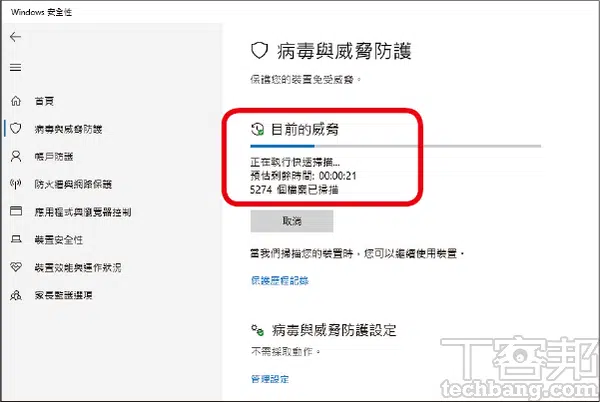 Windows 安全性
首頁
病毒與威脅防護
帳戶防護
防火牆與網路保護
應用程式與瀏覽器控制
裝置安全性
裝置效能與運作狀況
家長監護選項
病毒與威脅防護
保護您的裝置免受威脅。
目前的威脅
正在執行快速掃描...
預估剩餘時間: 00:00:21
5274 個檔案已掃描
取消
當我們掃描您的裝置時，您可以繼續使用裝置。
保護歷程記錄
病毒與威脅防護設定
不需採取動作。
管理設定
T客邦
techbang.com